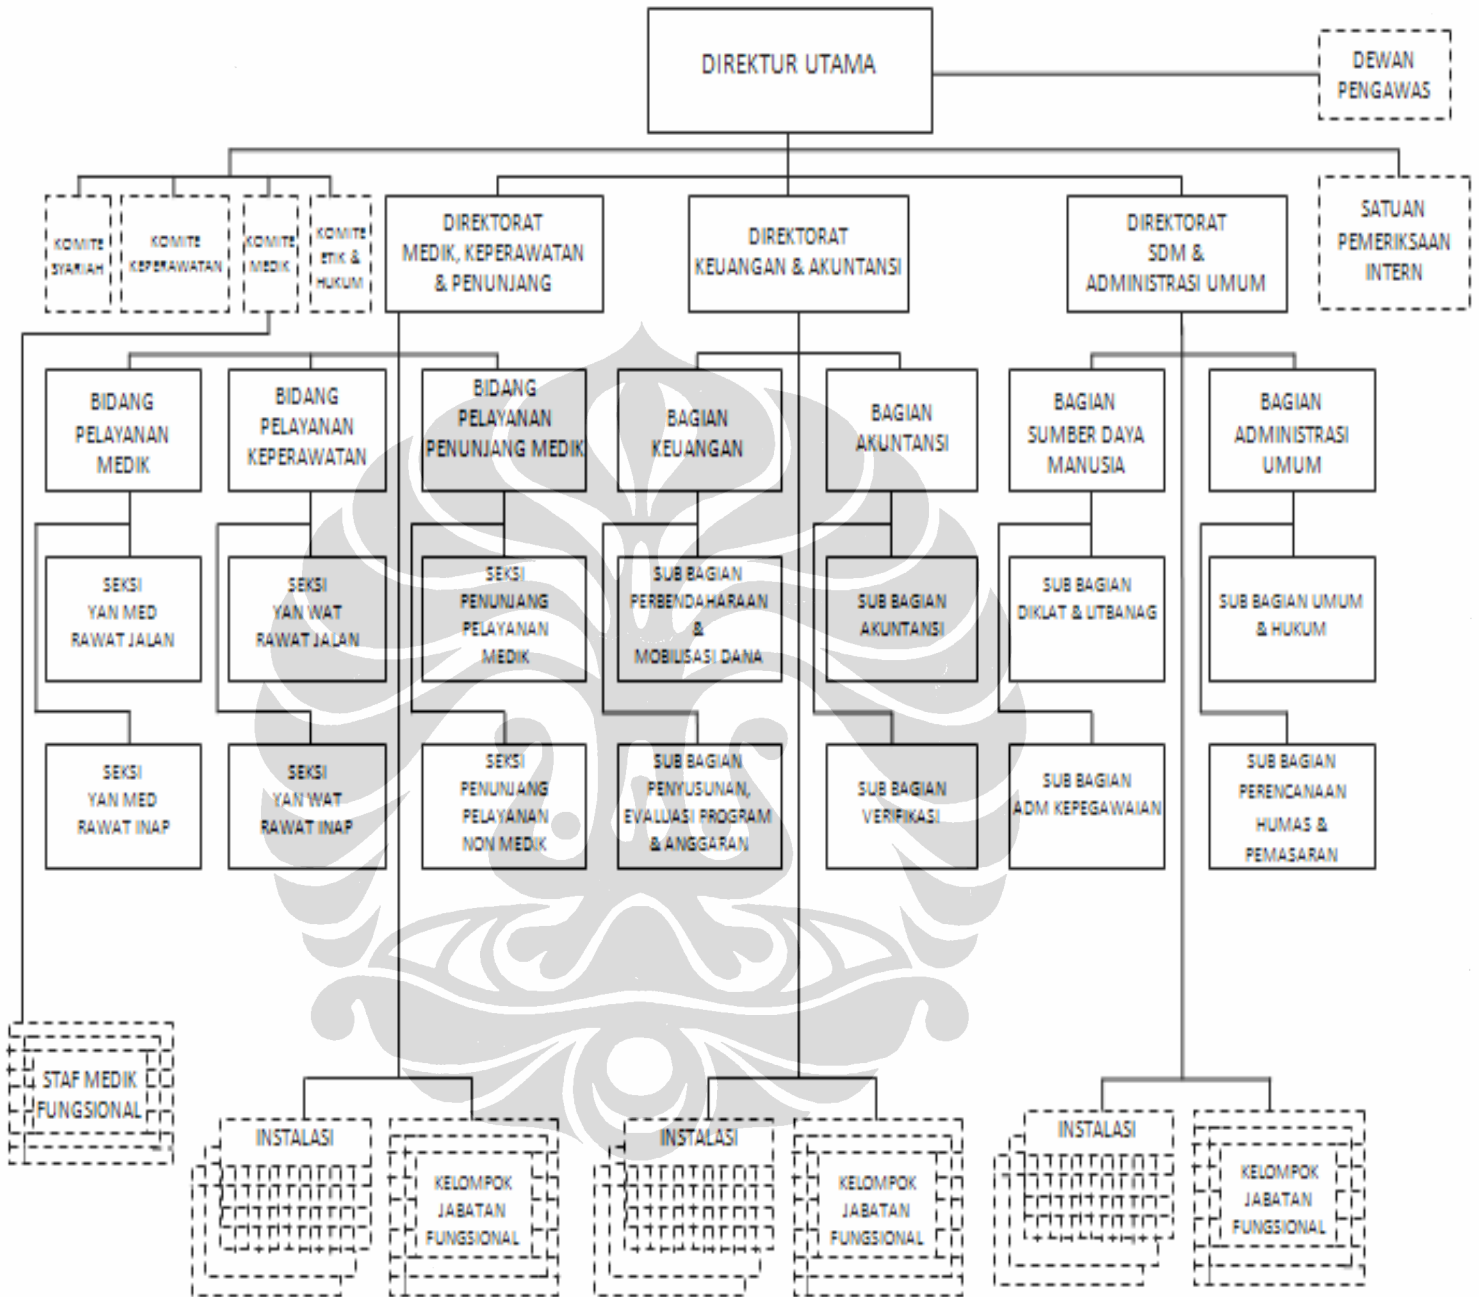 DIREKTUR UTAMA
DEWAN
PENGAWAS
KOMITE
SYARIAH
KOMITE
KEPERAWATAN
KOMITE
MEDIK
KOMITE
ETIK &
HUKUM
DIREKTORAT
MEDIK, KEPERAWATAN
& PENUNJANG
DIREKTORAT
KEUANGAN & AKUNTANSI
DIREKTORAT
SDM &
ADMINISTRASI UMUM
SATUAN
PEMERIKSAAN
INTERN
BIDANG
PELAYANAN
MEDIK
BIDANG
PELAYANAN
KEPERAWATAN
BIDANG
PELAYANAN
PENUNJANG MEDIK
BAGIAN
KEUANGAN
BAGIAN
AKUNTANSI
BAGIAN
SUMBER DAYA
MANUSIA
BAGIAN
ADMINISTRASI
UMUM
SEKSI
YAN MED
RAWAT JALAN
SEKSI
YAN WAT
RAWAT JALAN
SEKSI
PENUNJANG
PELAYANAN
MEDIK
SUB BAGIAN
PERBENDAHARAAN
&
MOBILISASI DANA
SUB BAGIAN
AKUNTANSI
SUB BAGIAN
DIKLAT & LITBANAG
SUB BAGIAN UMUM
& HUKUM
SEKSI
YAN MED
RAWAT INAP
SEKSI
YAN WAT
RAWAT INAP
SEKSI
PENUNJANG
PELAYANAN
NON MEDIK
SUB BAGIAN
PENYUSUNAN,
EVALUASI PROGRAM
& ANGGARAN
SUB BAGIAN
VERIFIKASI
SUB BAGIAN
ADM KEPEGAWAIAN
SUB BAGIAN
PERENCANAAN
HUMAS &
PEMASARAN
STAF MEDIK
FUNGSIONAL
INSTALASI
KELOMPOK
JABATAN
FUNGSIONAL
INSTALASI
KELOMPOK
JABATAN
FUNGSIONAL
INSTALASI
KELOMPOK
JABATAN
FUNGSIONAL